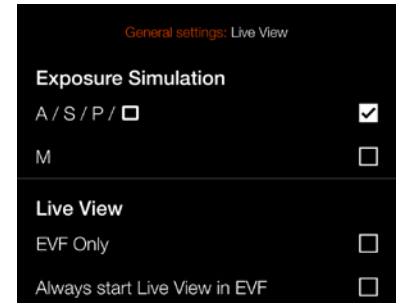 General settings: Live View
Exposure Simulation
A / S / P / □
M
Live View
EVF Only
Always start Live View in EVF